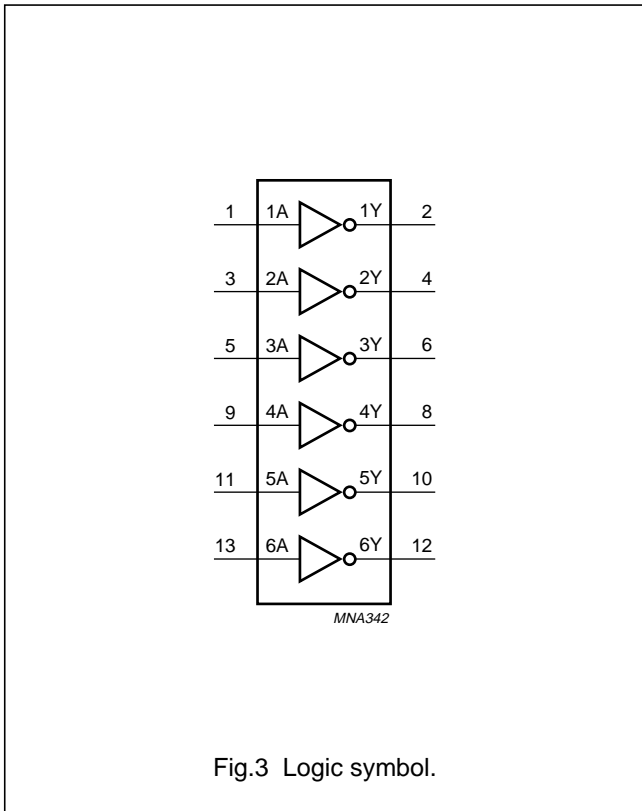 1 1A 1Y 2
3 2A 2Y 4
5 3A 3Y 6
9 4A 4Y 8
11 5A 5Y 10
13 6A 6Y 12
MNA342
Fig.3 Logic symbol.